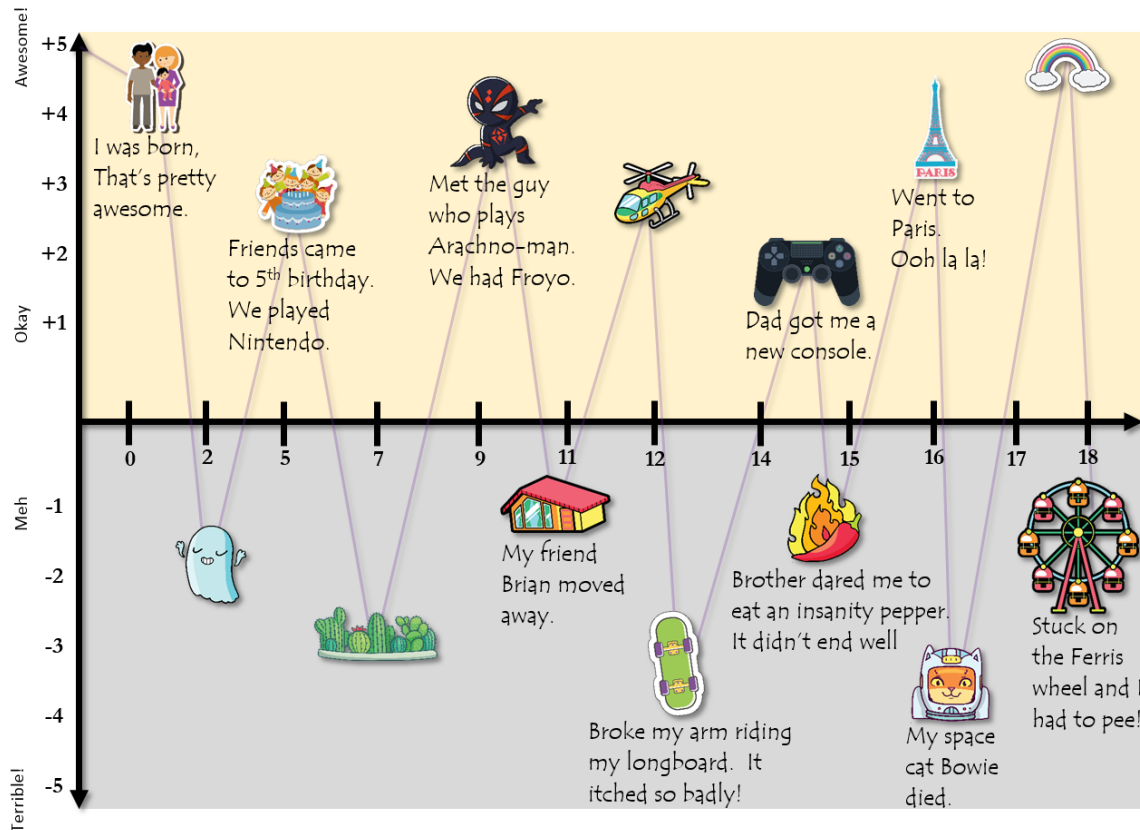 Awesome!
+5
+4
+3
+2
+1
Okay
I was born,
That's pretty
awesome.
Friends came
to 5th birthday.
We played
Nintendo.
Met the guy
who plays
Arachno-man.
We had Froyo.
Dad got me a
new console.
PARIS
Went to
Paris.
Ooh la la!
0 2 5 7 9 11 12 14 15 16 17 18
Meh
-1
-2
-3
-4
-5
Terrible!
My friend
Brian moved
away.
Broke my arm riding
my longboard. It
itched so badly!
Brother dared me to
eat an insanity pepper.
It didn't end well
My space
cat Bowie
died.
Stuck on
the Ferris
wheel and I
had to pee!